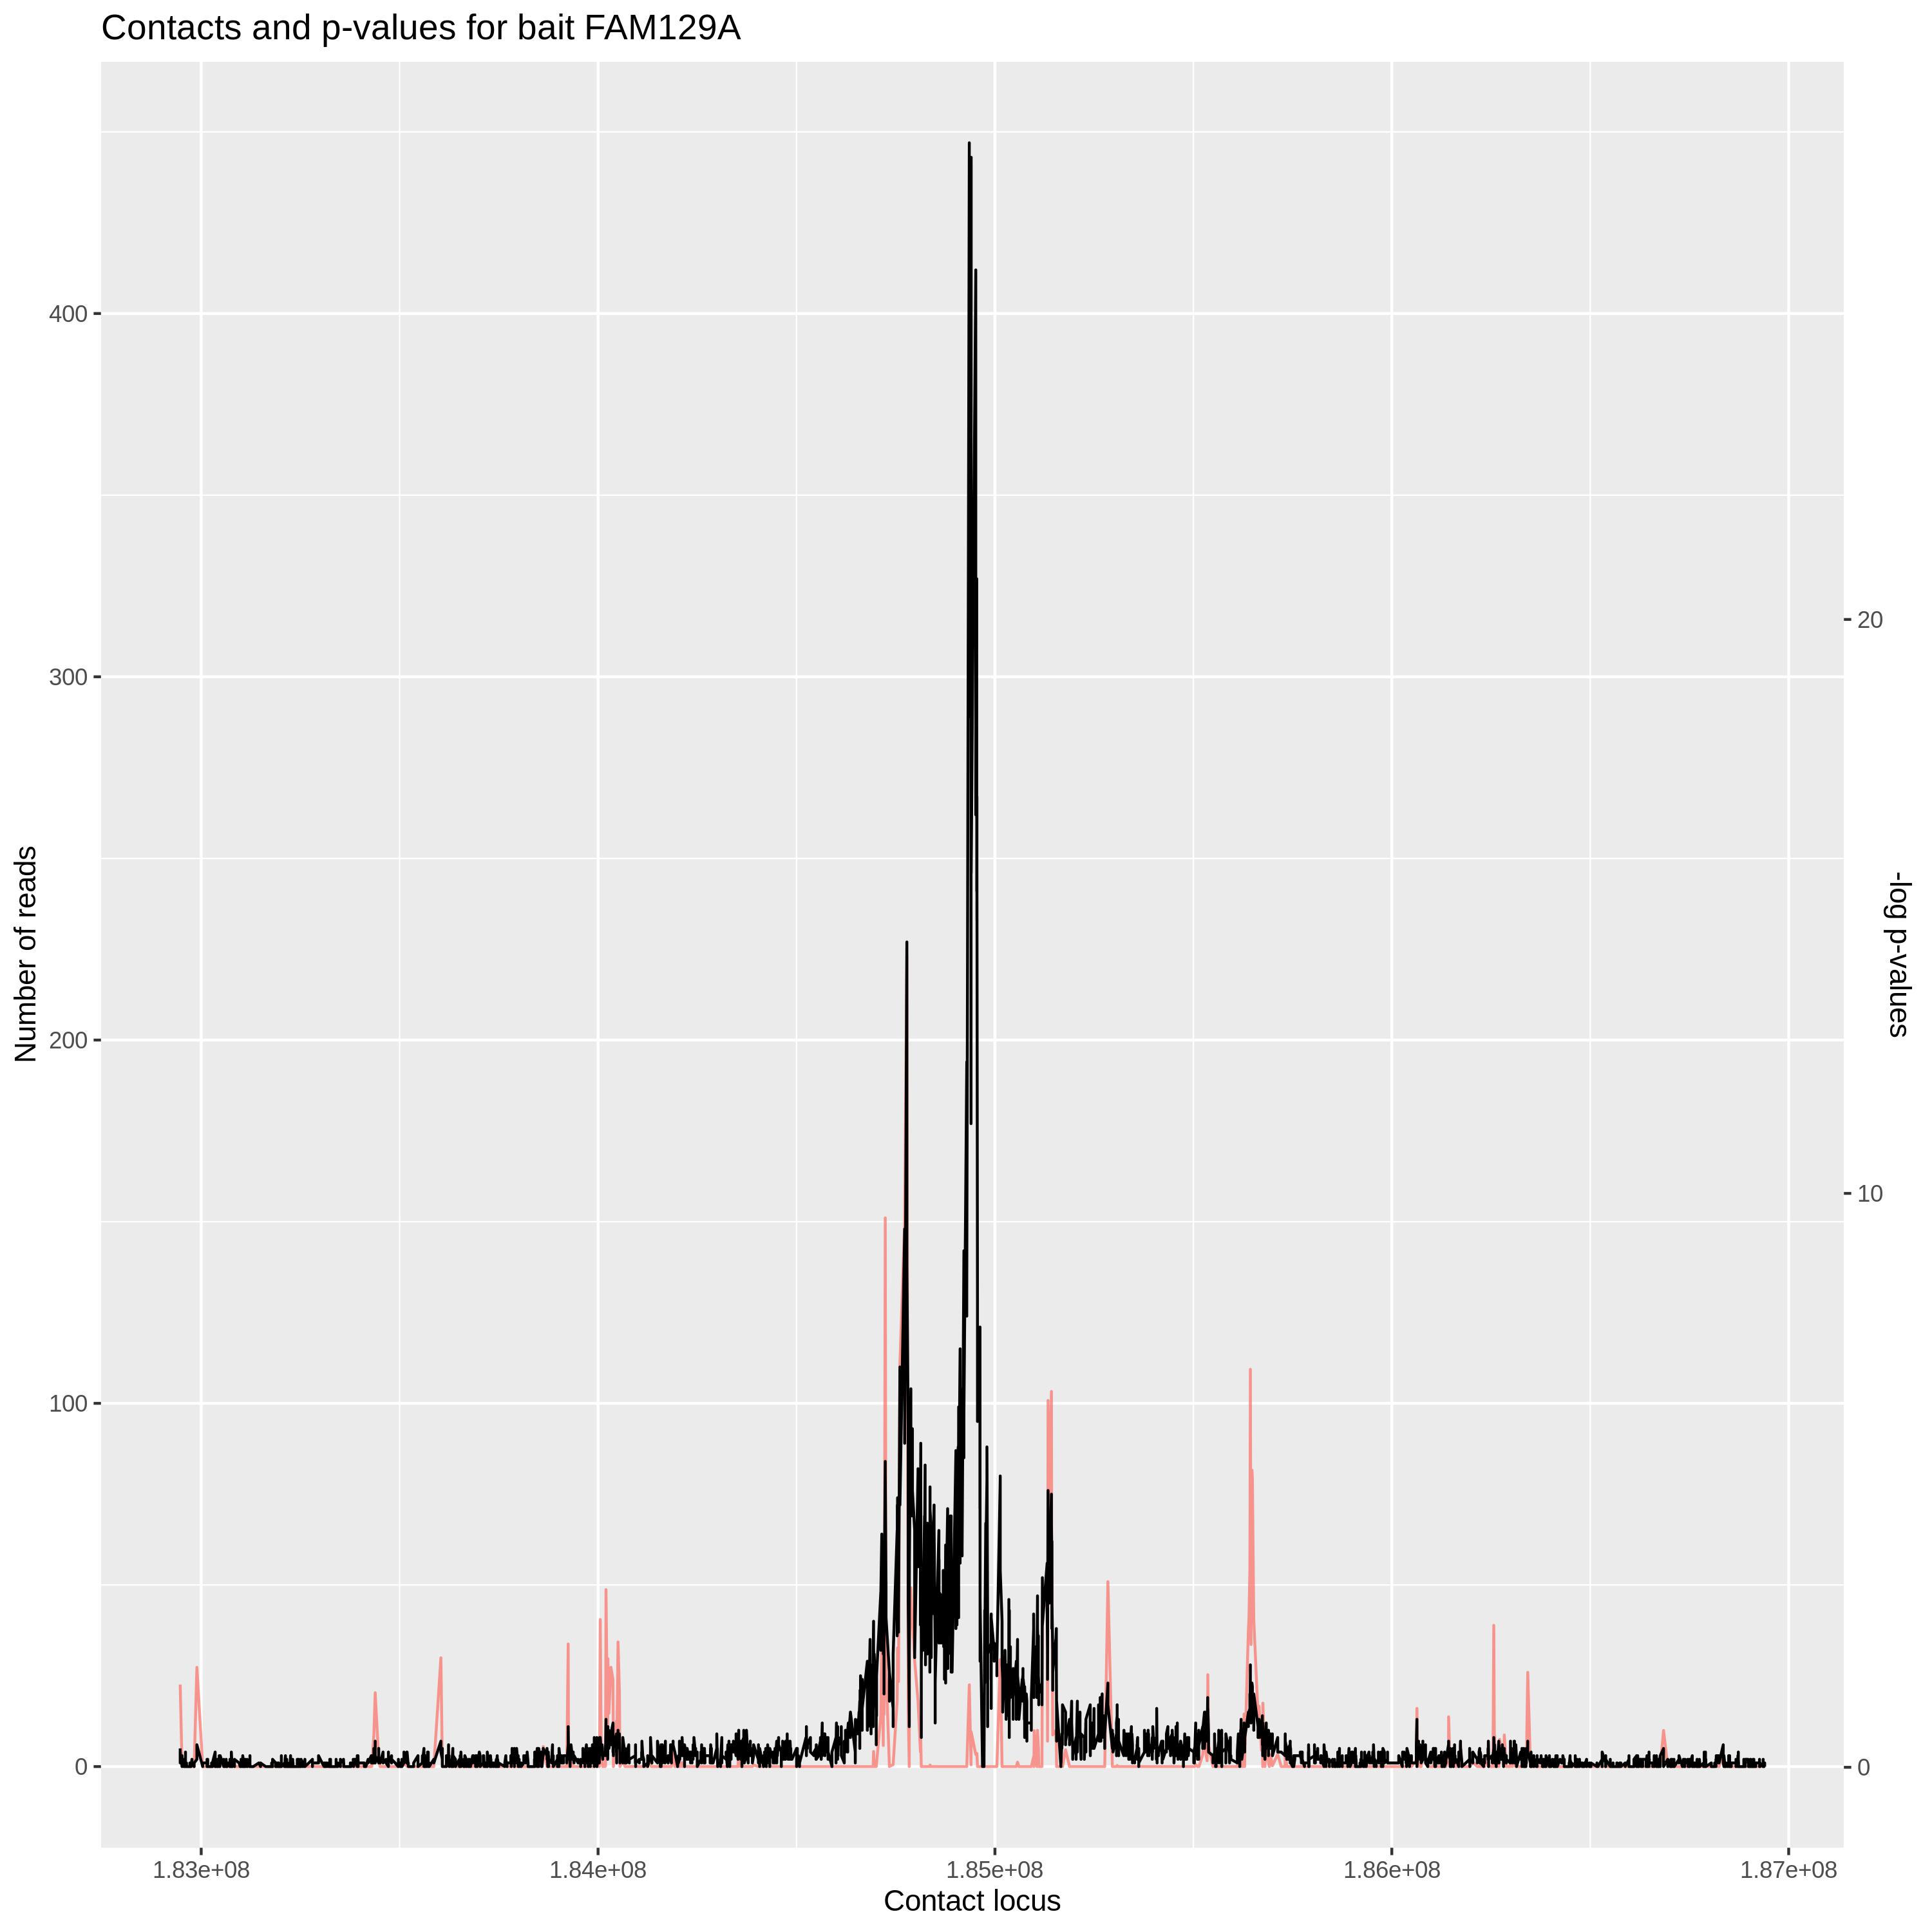 Contacts and p-values for bait FAM129A
400
300
200
100
0
Number of reads
20
10
0
-log p-values
1.83e+08
1.84e+08
1.85e+08
1.86e+08
1.87e+08
Contact locus